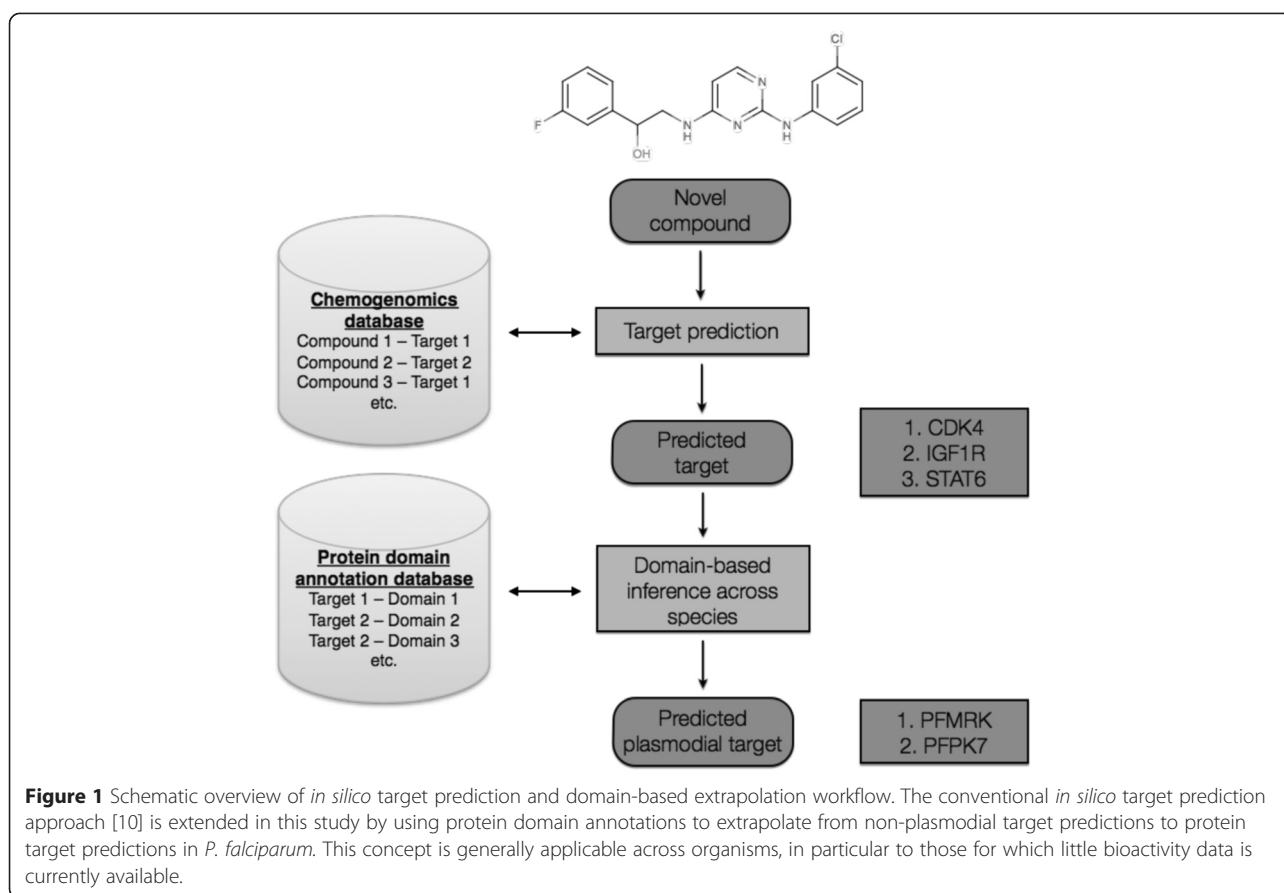 Cl
N
F
N
H
N
NH
OH
Novel
compound
Chemogenomics
database
Compound 1 – Target 1
Compound 2 – Target 2
Compound 3 – Target 1
etc.
Target prediction
Predicted
target
1. CDK4
2. IGF1R
3. STAT6
Protein domain
annotation database
Target 1 – Domain 1
Target 2 – Domain 2
Target 2 – Domain 3
etc.
Domain-based
inference across
species
Predicted
plasmodial target
1. PFMRK
2. PFPK7
Figure 1 Schematic overview of in silico target prediction and domain-based extrapolation workflow. The conventional in silico target prediction
approach [10] is extended in this study by using protein domain annotations to extrapolate from non-plasmodial target predictions to protein
target predictions in P. falciparum. This concept is generally applicable across organisms, in particular to those for which little bioactivity data is
currently available.